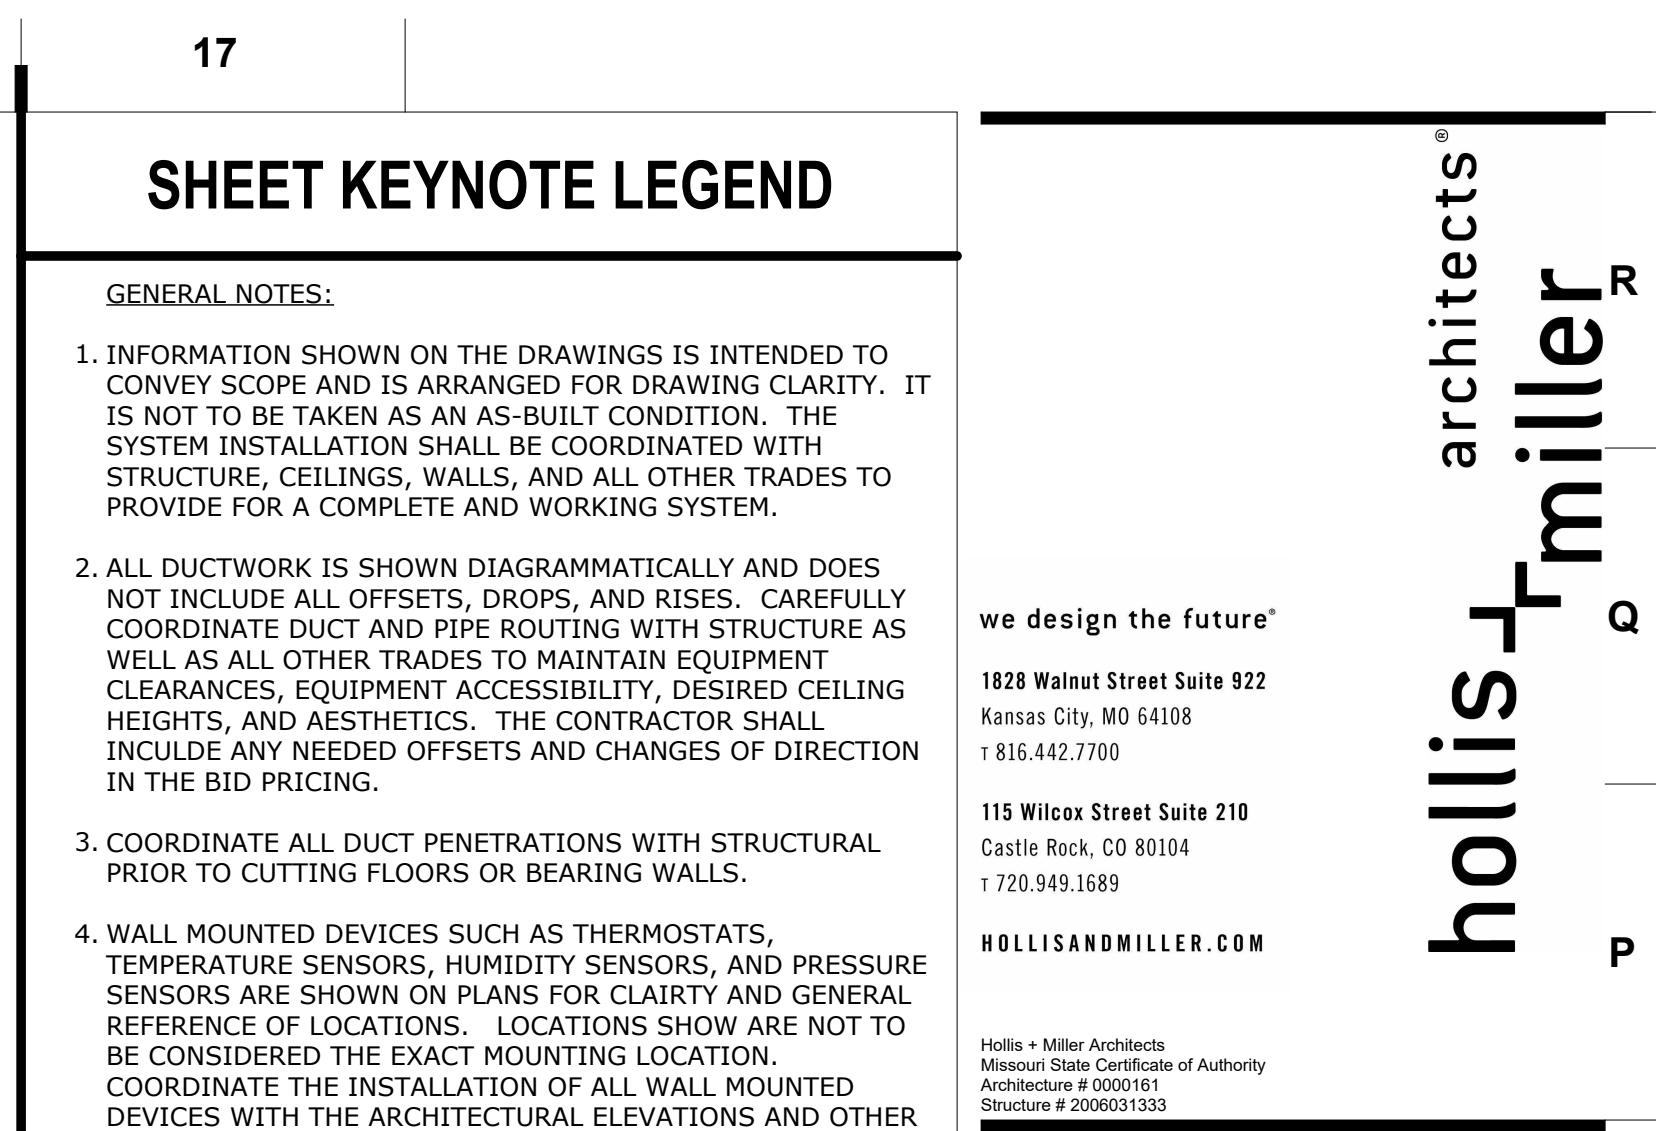 17
SHEET KEYNOTE LEGEND
GENERAL NOTES:
1. INFORMATION SHOWN ON THE DRAWINGS IS INTENDED TO
CONVEY SCOPE AND IS ARRANGED FOR DRAWING CLARITY.  IT
IS NOT TO BE TAKEN AS AN AS-BUILT CONDITION.  THE
SYSTEM INSTALLATION SHALL BE COORDINATED WITH
STRUCTURE, CEILINGS, WALLS, AND ALL OTHER TRADES TO
PROVIDE FOR A COMPLETE AND WORKING SYSTEM.
2. ALL DUCTWORK IS SHOWN DIAGRAMMATICALLY AND DOES
NOT INCLUDE ALL OFFSETS, DROPS, AND RISES.  CAREFULLY
COORDINATE DUCT AND PIPE ROUTING WITH STRUCTURE AS
WELL AS ALL OTHER TRADES TO MAINTAIN EQUIPMENT
CLEARANCES, EQUIPMENT ACCESSIBILITY, DESIRED CEILING
HEIGHTS, AND AESTHETICS.  THE CONTRACTOR SHALL
INCULDE ANY NEEDED OFFSETS AND CHANGES OF DIRECTION
IN THE BID PRICING.
3. COORDINATE ALL DUCT PENETRATIONS WITH STRUCTURAL
PRIOR TO CUTTING FLOORS OR BEARING WALLS.
4. WALL MOUNTED DEVICES SUCH AS THERMOSTATS,
TEMPERATURE SENSORS, HUMIDITY SENSORS, AND PRESSURE
SENSORS ARE SHOWN ON PLANS FOR CLAIRTY AND GENERAL
REFERENCE OF LOCATIONS.   LOCATIONS SHOW ARE NOT TO
BE CONSIDERED THE EXACT MOUNTING LOCATION.
COORDINATE THE INSTALLATION OF ALL WALL MOUNTED
DEVICES WITH THE ARCHITECTURAL ELEVATIONS AND OTHER
we design the future®
1828 Walnut Street Suite 922
Kansas City, MO 64108
T 816.442.7700
115 Wilcox Street Suite 210
Castle Rock, CO 80104
T 720.949.1689
HOLLISANDMILLER.COM
Hollis + Miller Architects
Missouri State Certificate of Authority
Architecture # 0000161
Structure # 2006031333
architects®
hollis+miller
R
Q
P